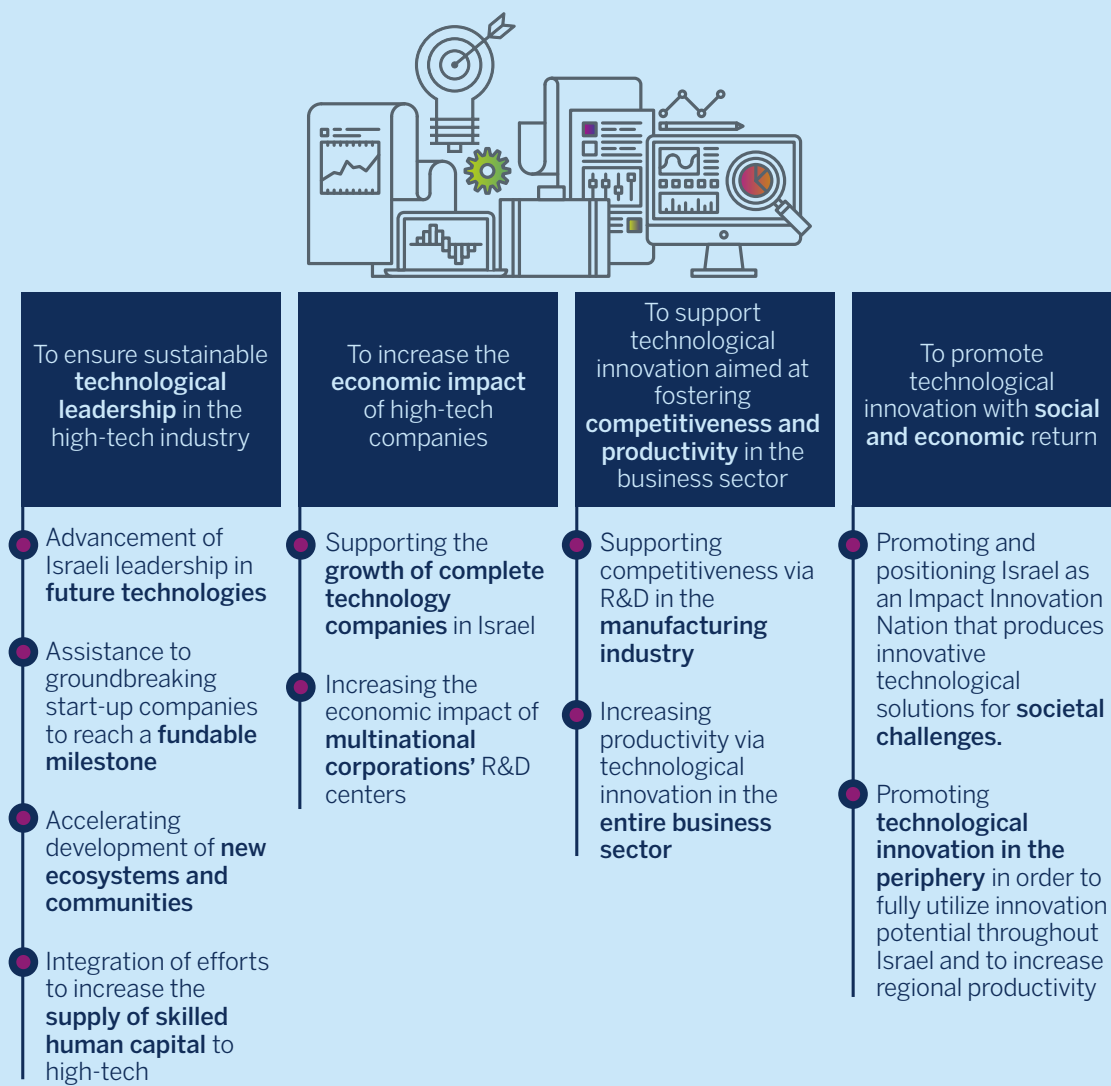 To ensure sustainable
technological
leadership in the
high-tech industry
Advancement of
Israeli leadership in
future technologies
Assistance to
groundbreaking
start-up companies
to reach a fundable
milestone
Accelerating
development of new
ecosystems and
communities
Integration of efforts
to increase the
supply of skilled
human capital to
high-tech
To increase the
economic impact
of high-tech
companies
Supporting the
growth of complete
technology
companies in Israel
Increasing the
economic impact of
multinational
corporations' R&D
centers
To support
technological
innovation aimed at
fostering
competitiveness and
productivity in the
business sector
Supporting
competitiveness via
R&D in the
manufacturing
industry
Increasing
productivity via
technological
innovation in the
entire business
sector
To promote
technological
innovation with social
and economic return
Promoting and
positioning Israel as
an Impact Innovation
Nation that produces
innovative
technological
solutions for societal
challenges.
Promoting
technological
innovation in the
periphery in order to
fully utilize innovation
potential throughout
Israel and to increase
regional productivity